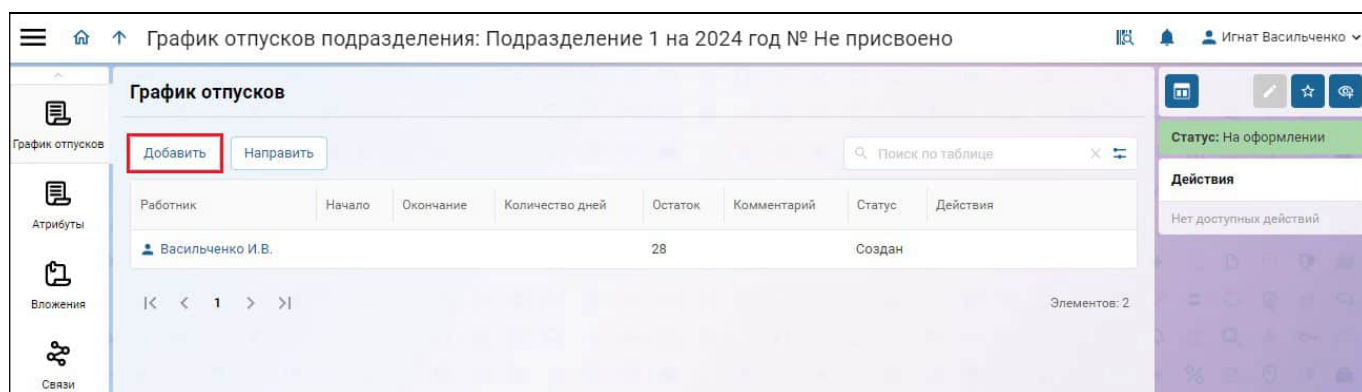 График отпусков подразделения: Подразделение 1 на 2024 год № Не присвоено
Игнат Васильченко
График отпусков
График отпусков
Добавить Направить
Поиск по таблице
Работник Начало Окончание Количество дней Остаток Комментарий Статус Действия
Васильченко И.В. 28 Создан
1
Элементов: 2
Атрибуты
Вложения
Связи
Статус: На оформлении
Действия
Нет доступных действий